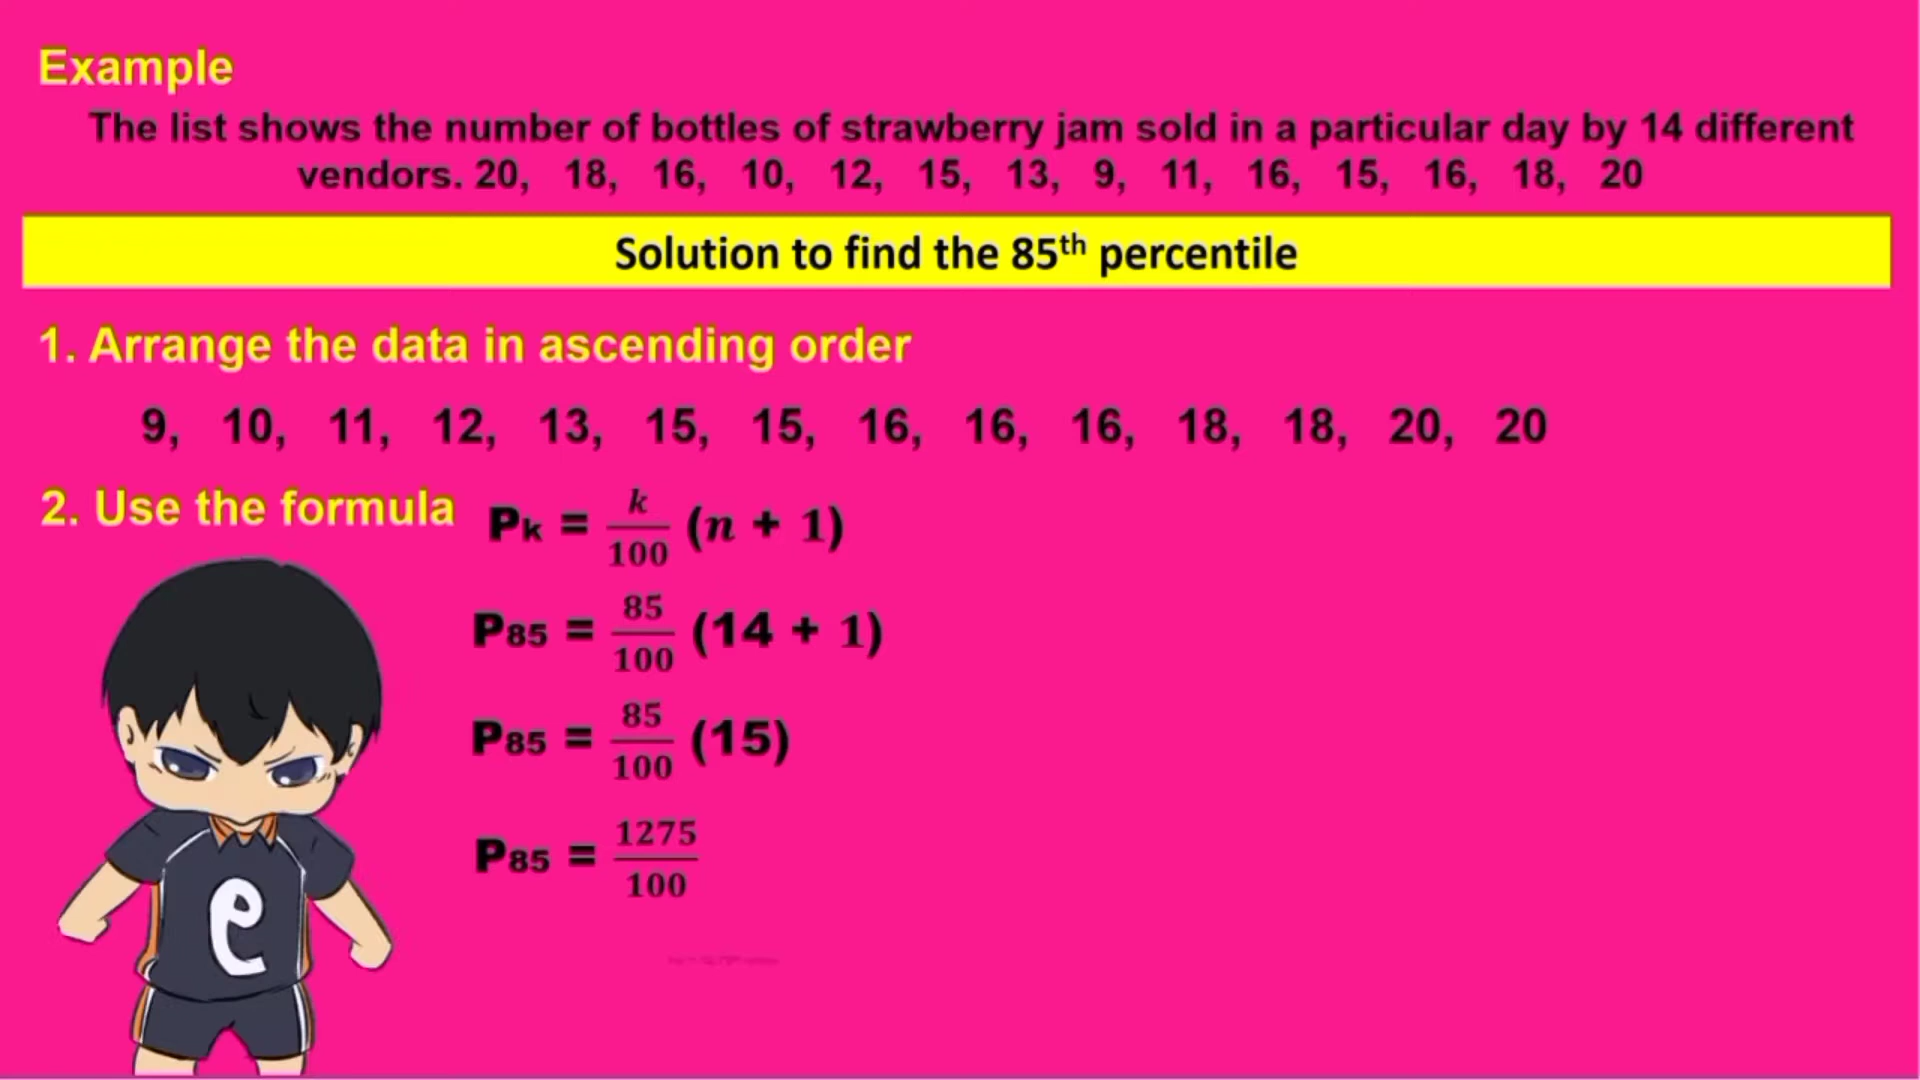 Example
The list shows the number of bottles of strawberry jam sold in a particular day by 14 different
vendors. 20, 18, 16, 10, 12, 15, 13, 9, 11, 16, 15, 16, 18, 20
Solution to find the 85th percentile
1. Arrange the data in ascending order
9, 10, 11, 12, 13, 15, 15, 16, 16, 16, 18, 18, 20, 20
2. Use the formula Pk = k/100 (n + 1)
P85 = 85/100 (14 + 1)
P85 = 85/100 (15)
P85 = 1275/100
e